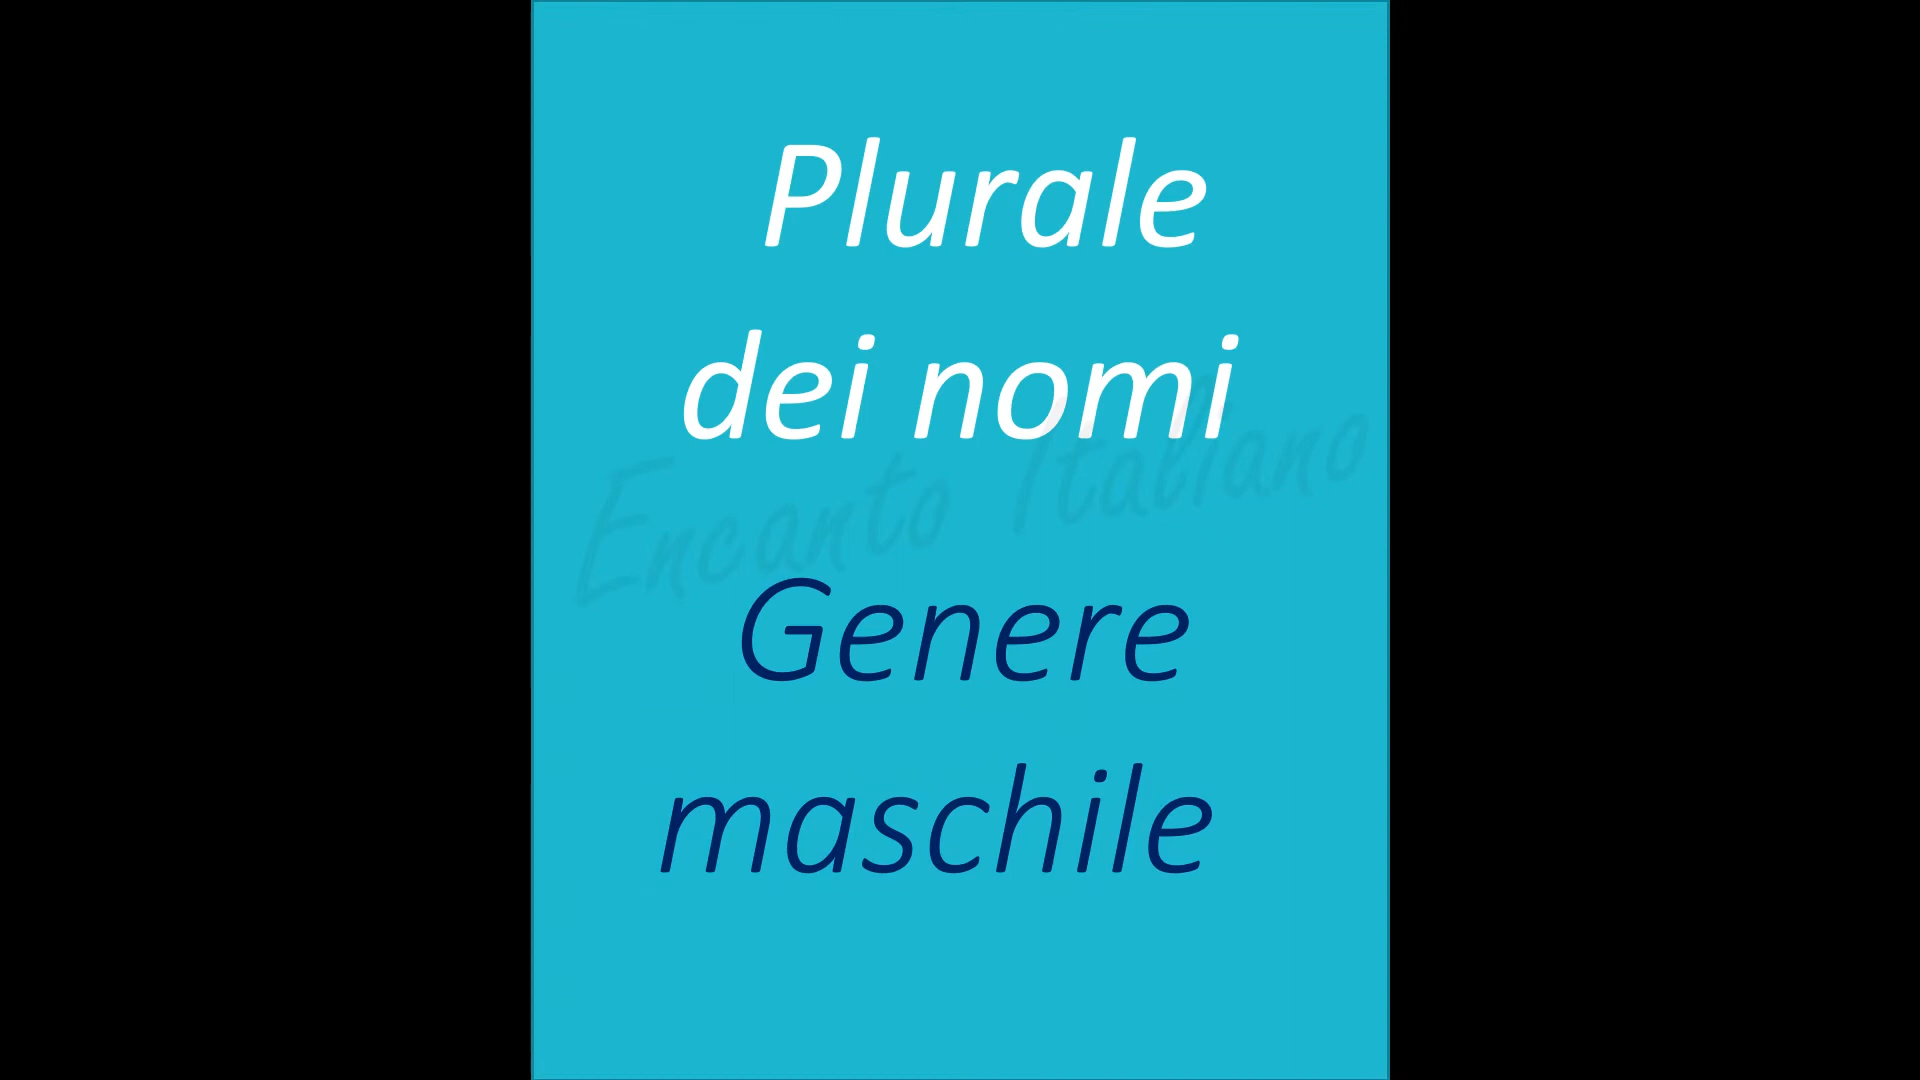 Plurale
dei nomi
Encanto Italiano
Genere
maschile